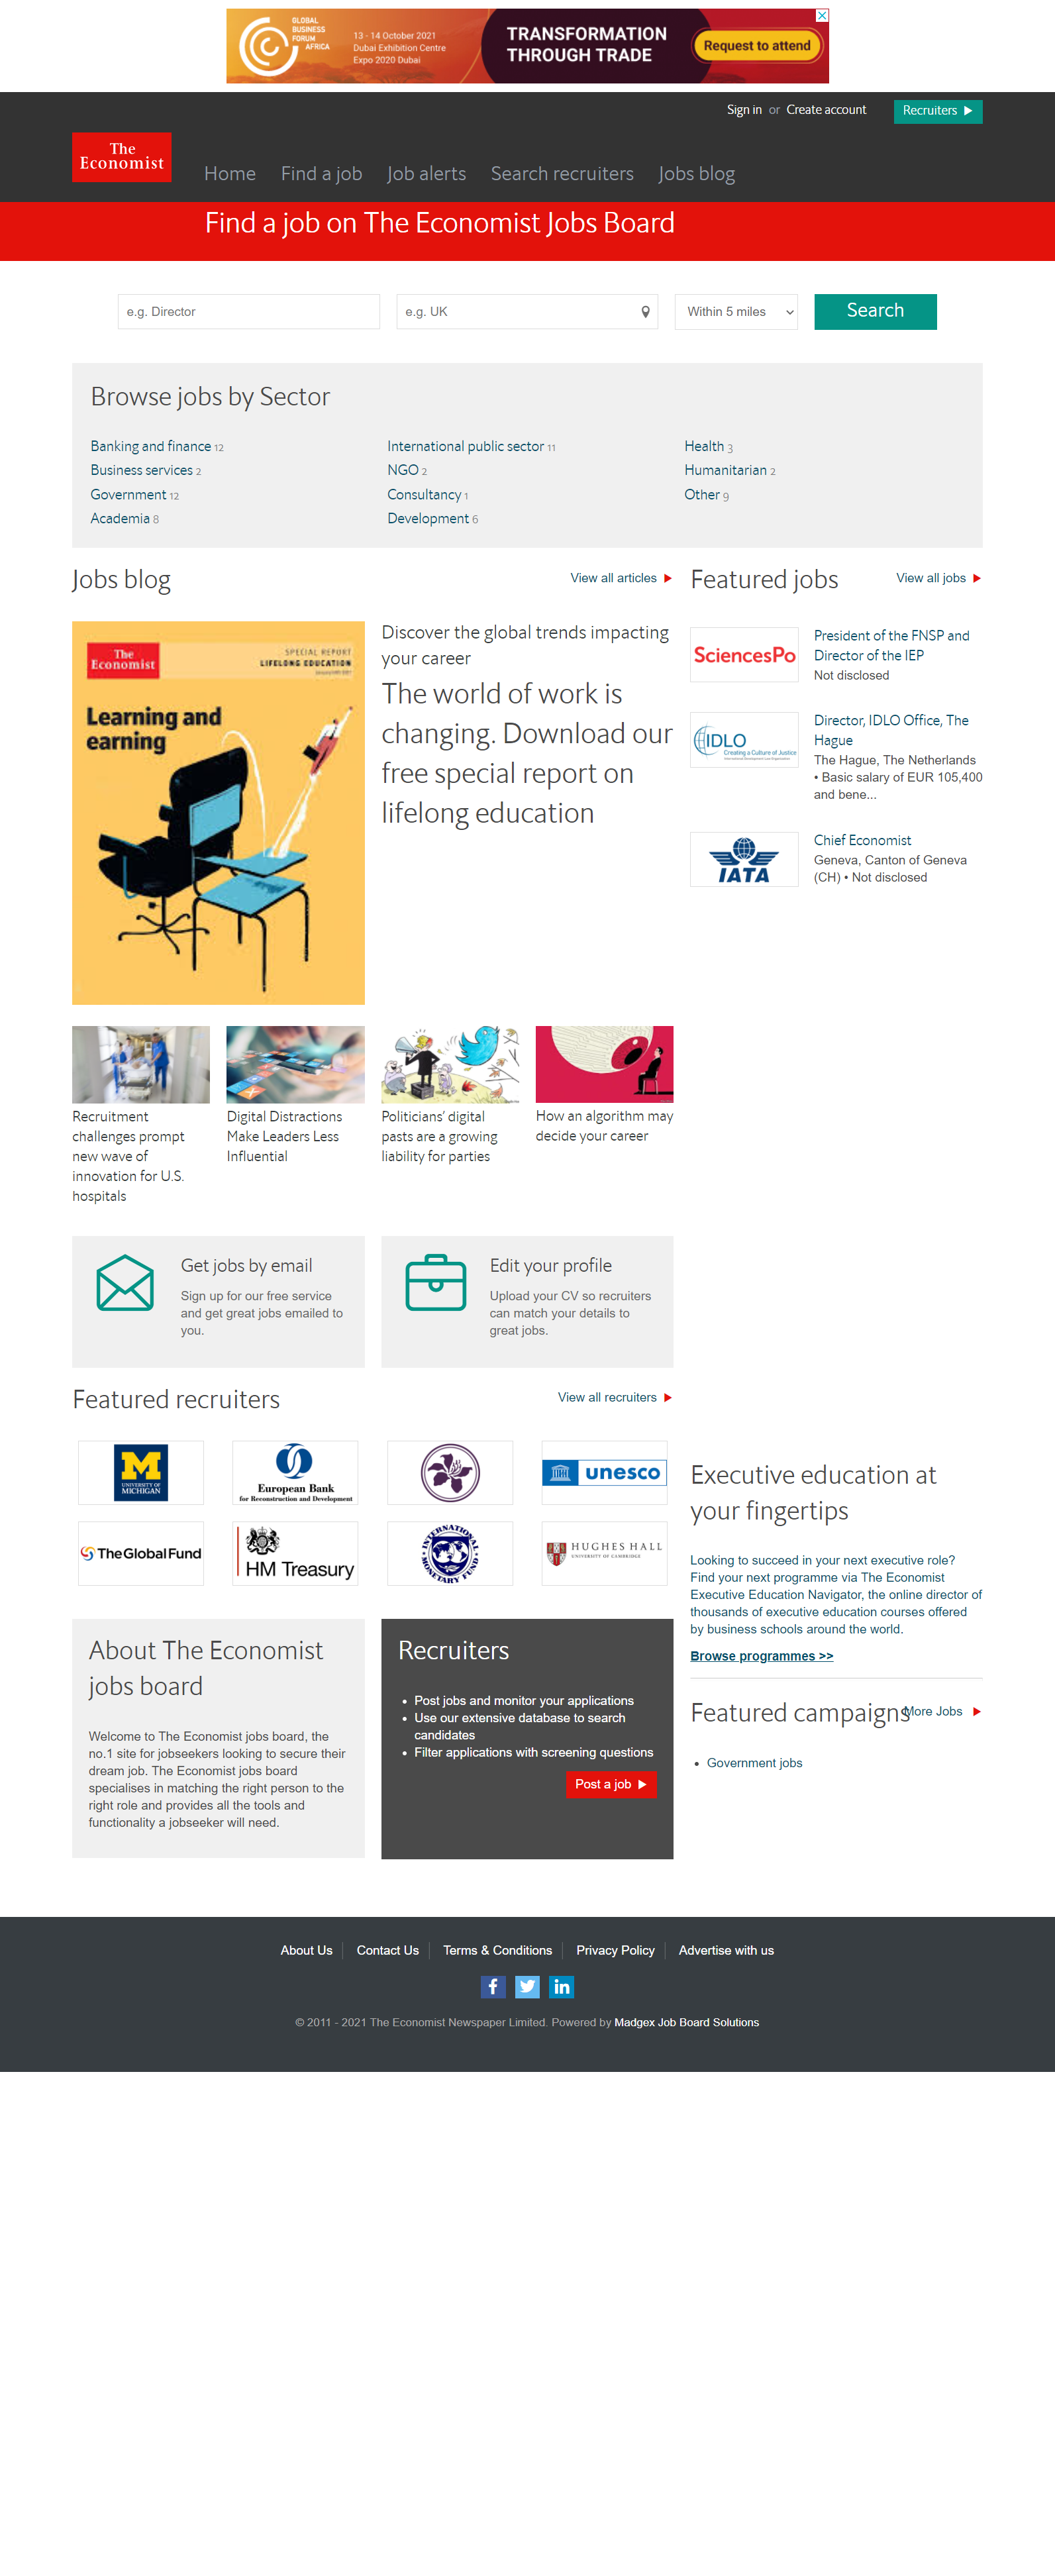 GLOBAL
BUSINESS
FORUM
AFRICA
13 - 14 October 2021
Dubai Exhibition Centre
Expo 2020 Dubai
TRANSFORMATION
THROUGH TRADE
Request to attend
Sign in or Create account
Recruiters
The
Economist
Home
Find a job
Job alerts
Search recruiters
Jobs blog
Find a job on The Economist Jobs Board
e.g. Director
e.g. UK
Within 5 miles
Search
Browse jobs by Sector
Banking and finance 12
Business services 2
Government 12
Academia 8
International public sector 11
NGO 2
Consultancy 1
Development 6
Health 3
Humanitarian 2
Other 9
Jobs blog
View all articles
The
Economist
SPECIAL REPORT
LIFELONG EDUCATION
Learning and
earning
Discover the global trends impacting
your career
The world of work is
changing. Download our
free special report on
lifelong education
Recruitment
challenges prompt
new wave of
innovation for U.S.
hospitals
Digital Distractions
Make Leaders Less
Influential
Politicians' digital
pasts are a growing
liability for parties
How an algorithm may
decide your career
Get jobs by email
Sign up for our free service
and get great jobs emailed to
you.
Edit your profile
Upload your CV so recruiters
can match your details to
great jobs.
Featured recruiters
View all recruiters
M
UNIVERSITY OF
MICHIGAN
European Bank
for Reconstruction and Development
unesco
TheGlobalFund
HM Treasury
INTERNATIONAL
MONETARY FUND
HUGHES HALL
UNIVERSITY OF CAMBRIDGE
About The Economist
jobs board
Welcome to The Economist jobs board, the
no.1 site for jobseekers looking to secure their
dream job. The Economist jobs board
specialises in matching the right person to the
right role and provides all the tools and
functionality a jobseeker will need.
Recruiters
Post jobs and monitor your applications
Use our extensive database to search
candidates
Filter applications with screening questions
Post a job
Featured jobs
View all jobs
SciencesPo
President of the FNSP and
Director of the IEP
Not disclosed
IDLO
Creating a Culture of Justice
International Development Law Organization
Director, IDLO Office, The
Hague
The Hague, The Netherlands
• Basic salary of EUR 105,400
and bene...
IATA
Chief Economist
Geneva, Canton of Geneva
(CH) • Not disclosed
Executive education at
your fingertips
Looking to succeed in your next executive role?
Find your next programme via The Economist
Executive Education Navigator, the online director of
thousands of executive education courses offered
by business schools around the world.
Browse programmes >>
Featured campaigns
More Jobs
Government jobs
About Us
Contact Us
Terms & Conditions
Privacy Policy
Advertise with us
© 2011 - 2021 The Economist Newspaper Limited. Powered by Madgex Job Board Solutions